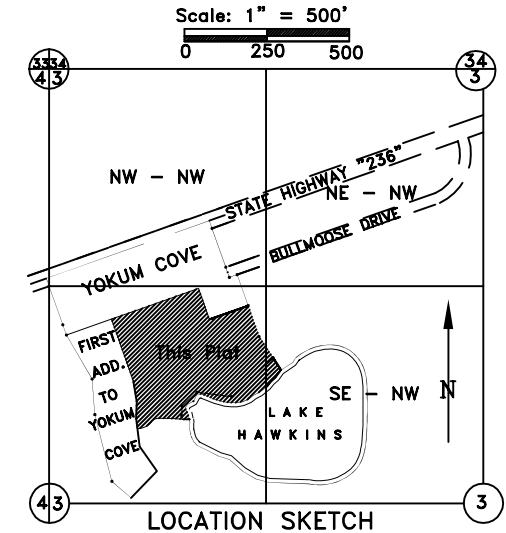 Scale: 1" = 500'
0 250 500
33 34
4 3
34
3
NW - NW
STATE HIGHWAY "236"
NE - NW
BULLMOOSE DRIVE
YOKUM COVE
This Plat
FIRST
ADD.
TO
YOKUM
COVE
SE - NW
N
LAKE
HAWKINS
4 3
3
LOCATION SKETCH